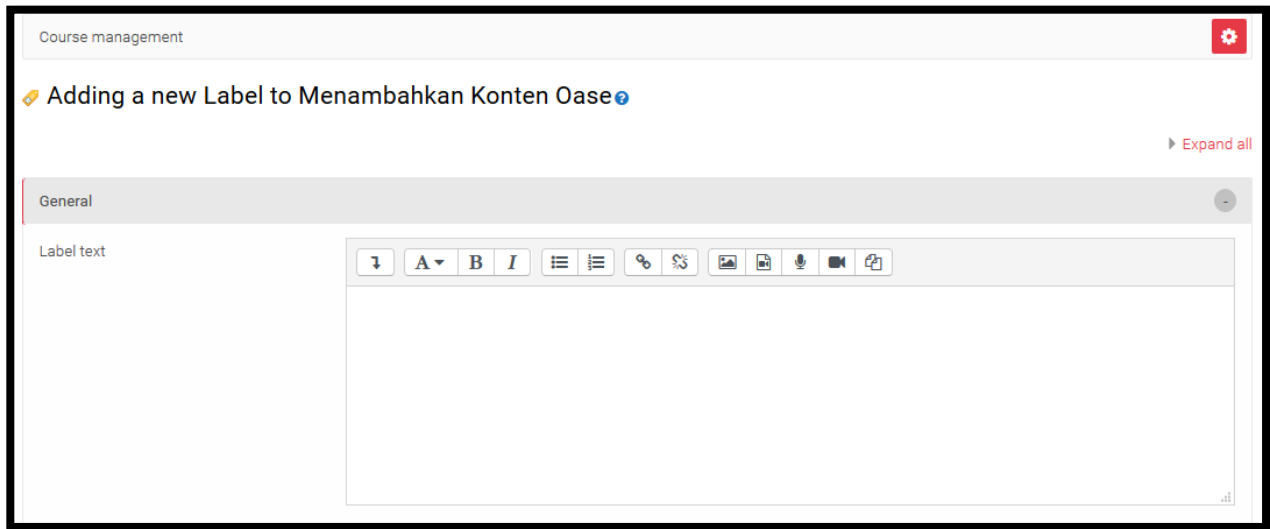 Course management
Adding a new Label to Menambahkan Konten Oase
Expand all
General
Label text
A B I